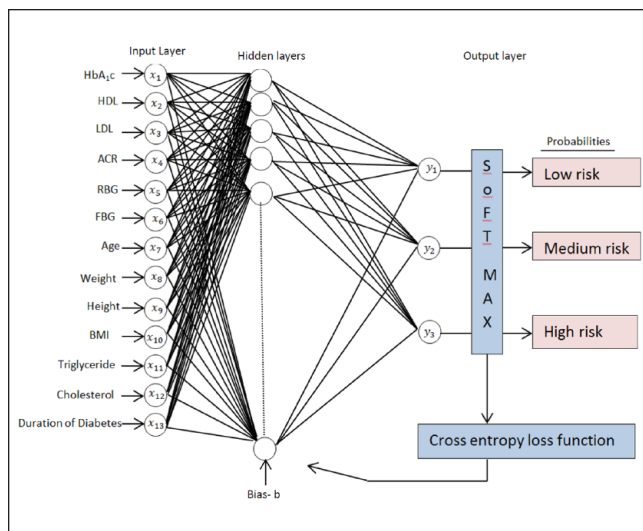 Input Layer
Hidden layers
Output layer
HbA₁c
x₁
HDL
x₂
LDL
x₃
ACR
x₄
RBG
x₅
FBG
x₆
Age
x₇
Weight
x₈
Height
x₉
BMI
x₁₀
Triglyceride
x₁₁
Cholesterol
x₁₂
Duration of Diabetes
x₁₃
Bias- b
y₁
y₂
y₃
S
o
F
T
M
A
X
Probabilities
Low risk
Medium risk
High risk
Cross entropy loss function